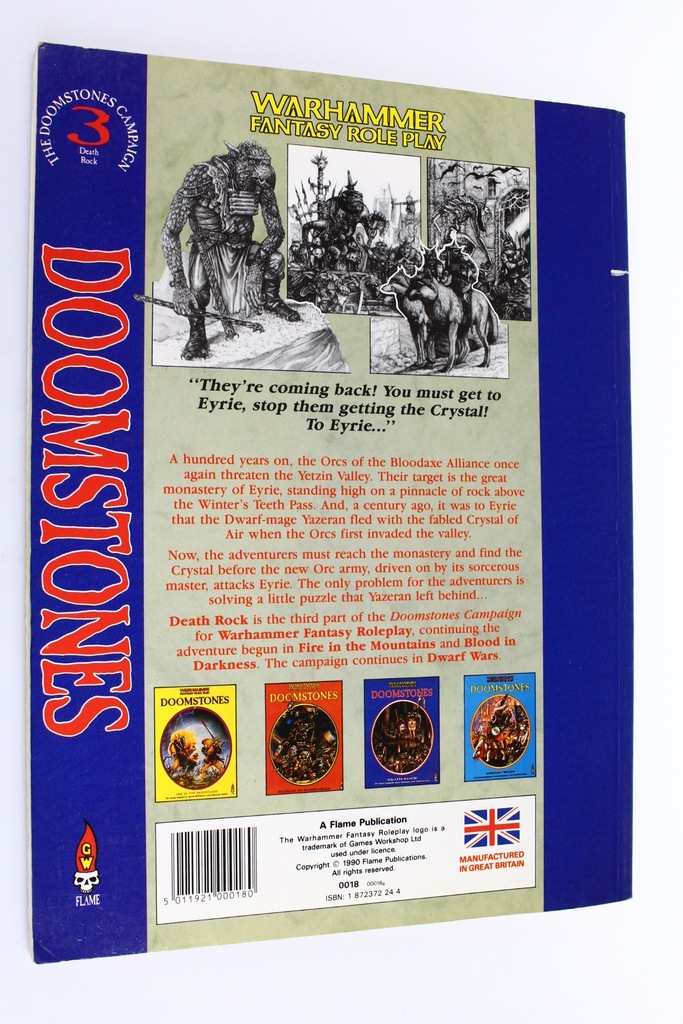 THE DOOMSTONES CAMPAIGN
3
Death
Rock
DOOMSTONES
GW
FLAME
WARHAMMER
FANTASY ROLE PLAY
"They're coming back! You must get to
Eyrie, stop them getting the Crystal!
To Eyrie..."
A hundred years on, the Orcs of the Bloodaxe Alliance once
again threaten the Yetzin Valley. Their target is the great
monastery of Eyrie, standing high on a pinnacle of rock above
the Winter's Teeth Pass. And, a century ago, it was to Eyrie
that the Dwarf-mage Yazeran fled with the fabled Crystal of
Air when the Orcs first invaded the valley.
Now, the adventurers must reach the monastery and find the
Crystal before the new Orc army, driven on by its sorcerous
master, attacks Eyrie. The only problem for the adventurers is
solving a little puzzle that Yazeran left behind...
Death Rock is the third part of the Doomstones Campaign
for Warhammer Fantasy Roleplay, continuing the
adventure begun in Fire in the Mountains and Blood in
Darkness. The campaign continues in Dwarf Wars.
WARHAMMER
DOOMSTONES
DOOMSTONES
DOOMSTONES
DEATH ROCK
DOOMSTONES
5 011921 000180
A Flame Publication
The Warhammer Fantasy Roleplay logo is a
trademark of Games Workshop Ltd
used under licence.
Copyright © 1990 Flame Publications.
All rights reserved.
0018 00018₆
ISBN: 1 872372 24 4
MANUFACTURED
IN GREAT BRITAIN